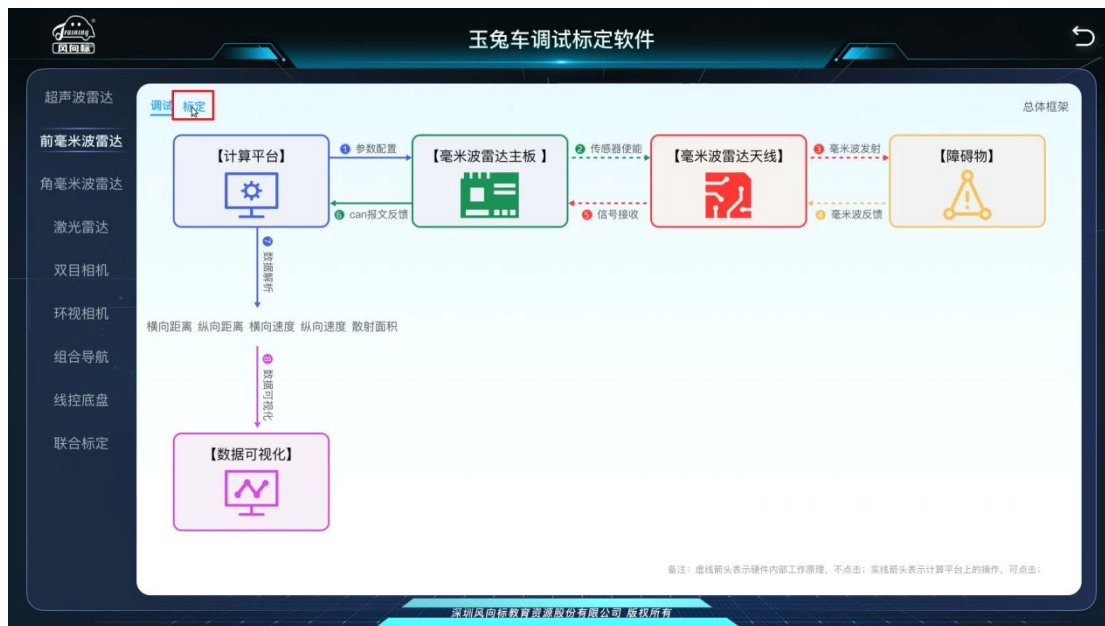 Fxuining
风向标
玉兔车调试标定软件
超声波雷达
前毫米波雷达
角毫米波雷达
激光雷达
双目相机
环视相机
组合导航
线控底盘
联合标定
调试 标定
总体框架
【计算平台】
1 参数配置
【毫米波雷达主板 】
2 传感器使能
【毫米波雷达天线】
3 毫米波发射
【障碍物】
6 can报文反馈
5 信号接收
4 毫米波反馈
7 数据解析
横向距离 纵向距离 横向速度 纵向速度 散射面积
8 数据可视化
【数据可视化】
备注：虚线箭头表示硬件内部工作原理，不点击；实线箭头表示计算平台上的操作，可点击；
深圳风向标教育资源股份有限公司 版权所有